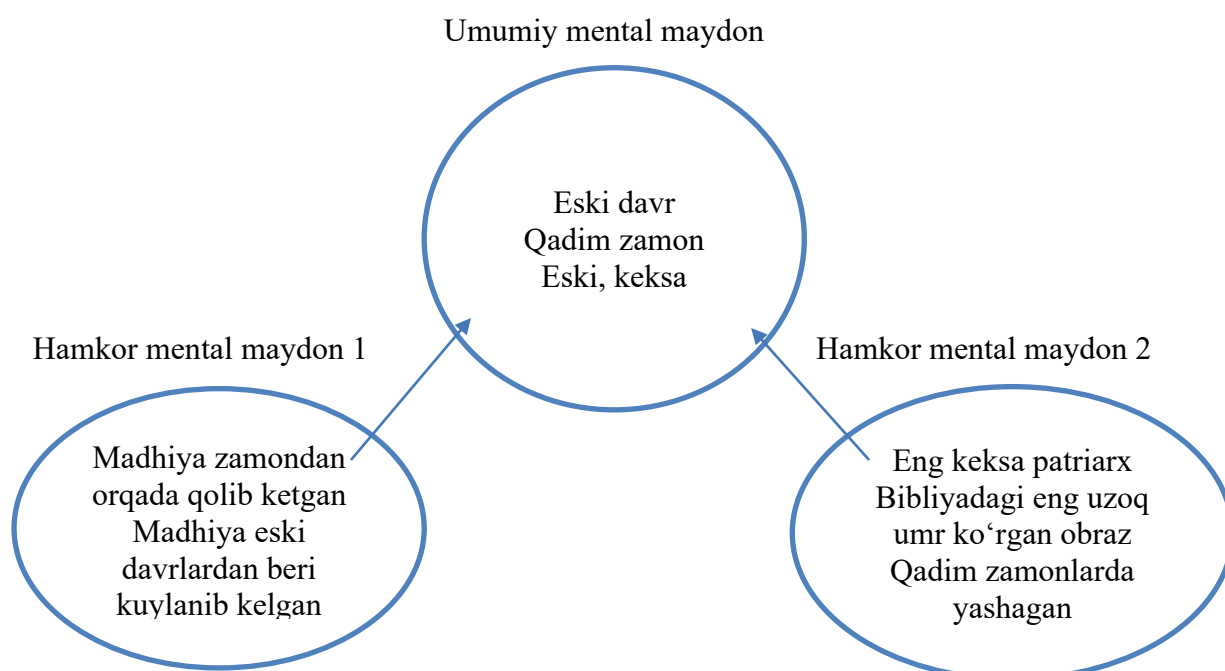 Umumiy mental maydon
Eski davr
Qadim zamon
Eski, keksa
Hamkor mental maydon 1
Madhiya zamondan
orqada qolib ketgan
Madhiya eski
davrlardan beri
kuylanib kelgan
Hamkor mental maydon 2
Eng keksa patriarx
Bibliyadagi eng uzoq
umr ko‘rgan obraz
Qadim zamonlarda
yashagan